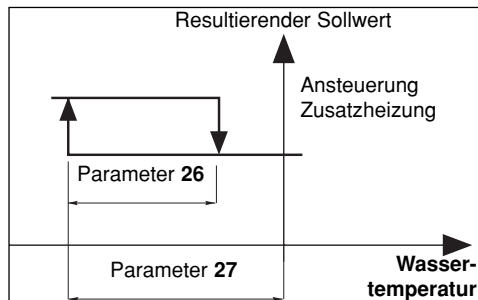 Resultierender Sollwert
Ansteuerung
Zusatzheizung
Parameter 26
Parameter 27
Wasser-
temperatur